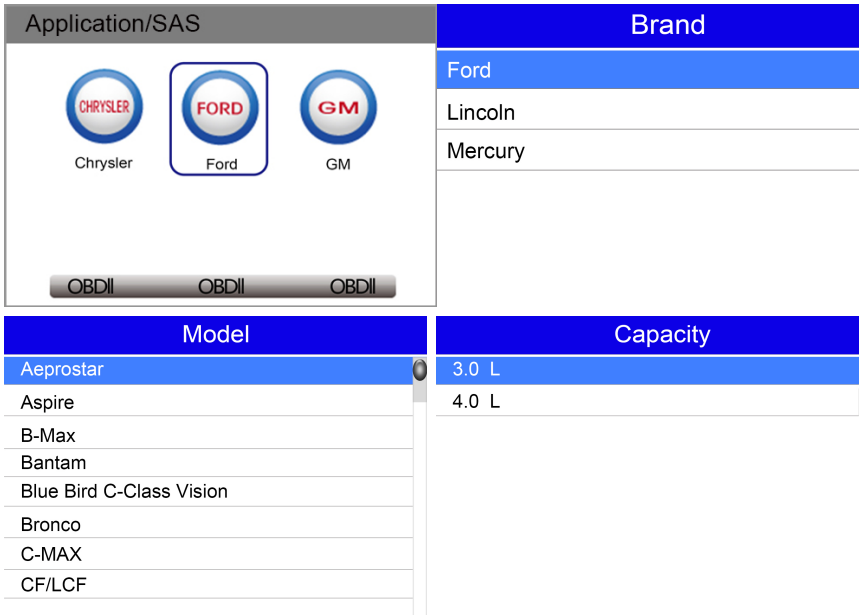 Application/SAS
CHRYSLER
FORD
GM
Chrysler
Ford
GM
OBDII
OBDII
OBDII
Brand
Ford
Lincoln
Mercury
Model
Aeprostar
Aspire
B-Max
Bantam
Blue Bird C-Class Vision
Bronco
C-MAX
CF/LCF
Capacity
3.0 L
4.0 L